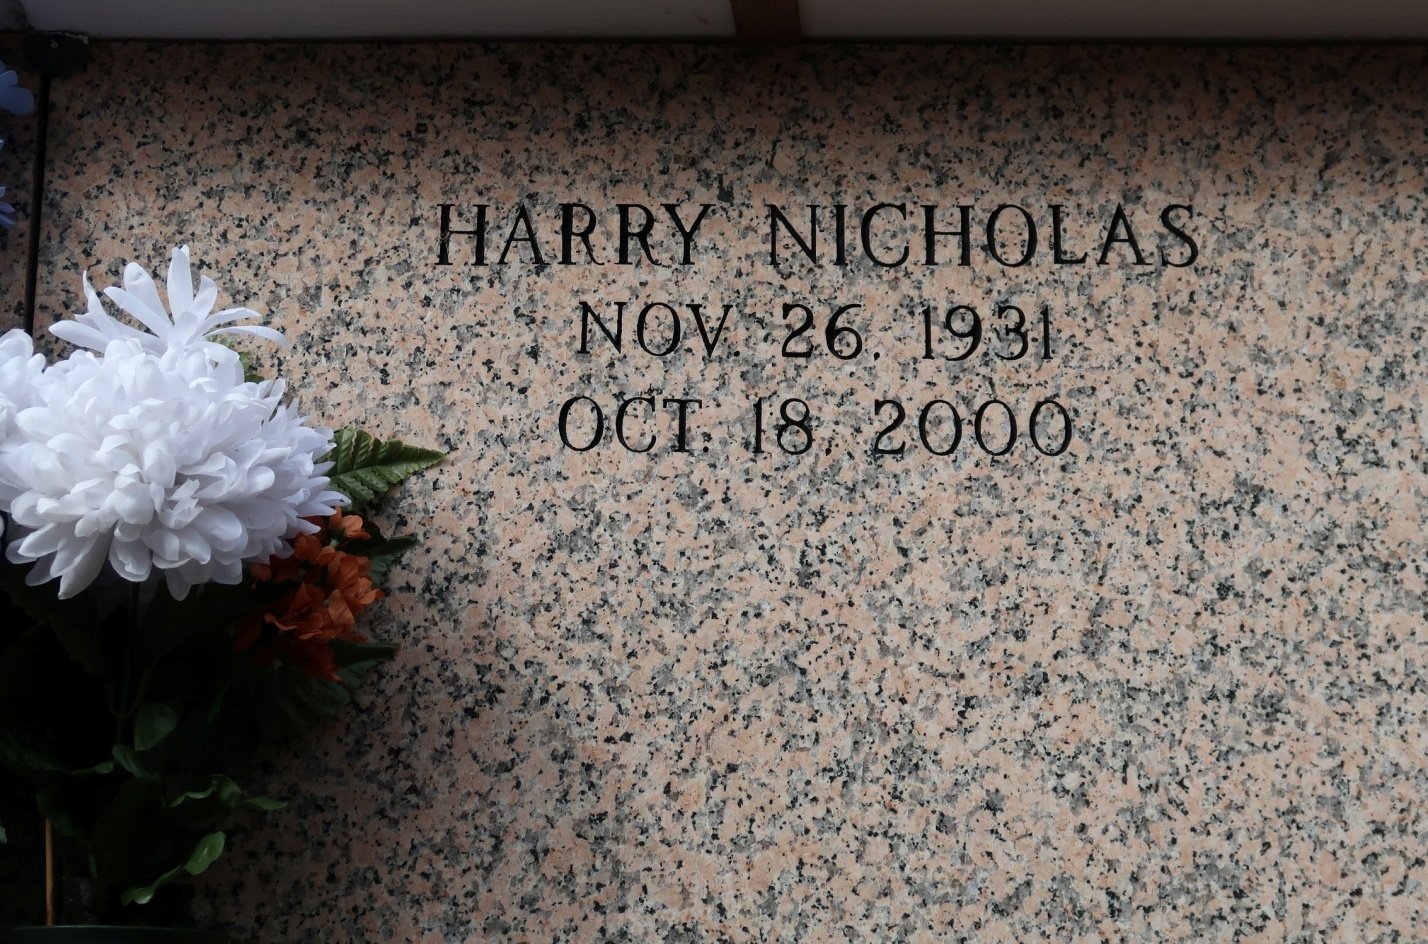 HARRY NICHOLAS
NOV. 26, 1931
OCT. 18, 2000